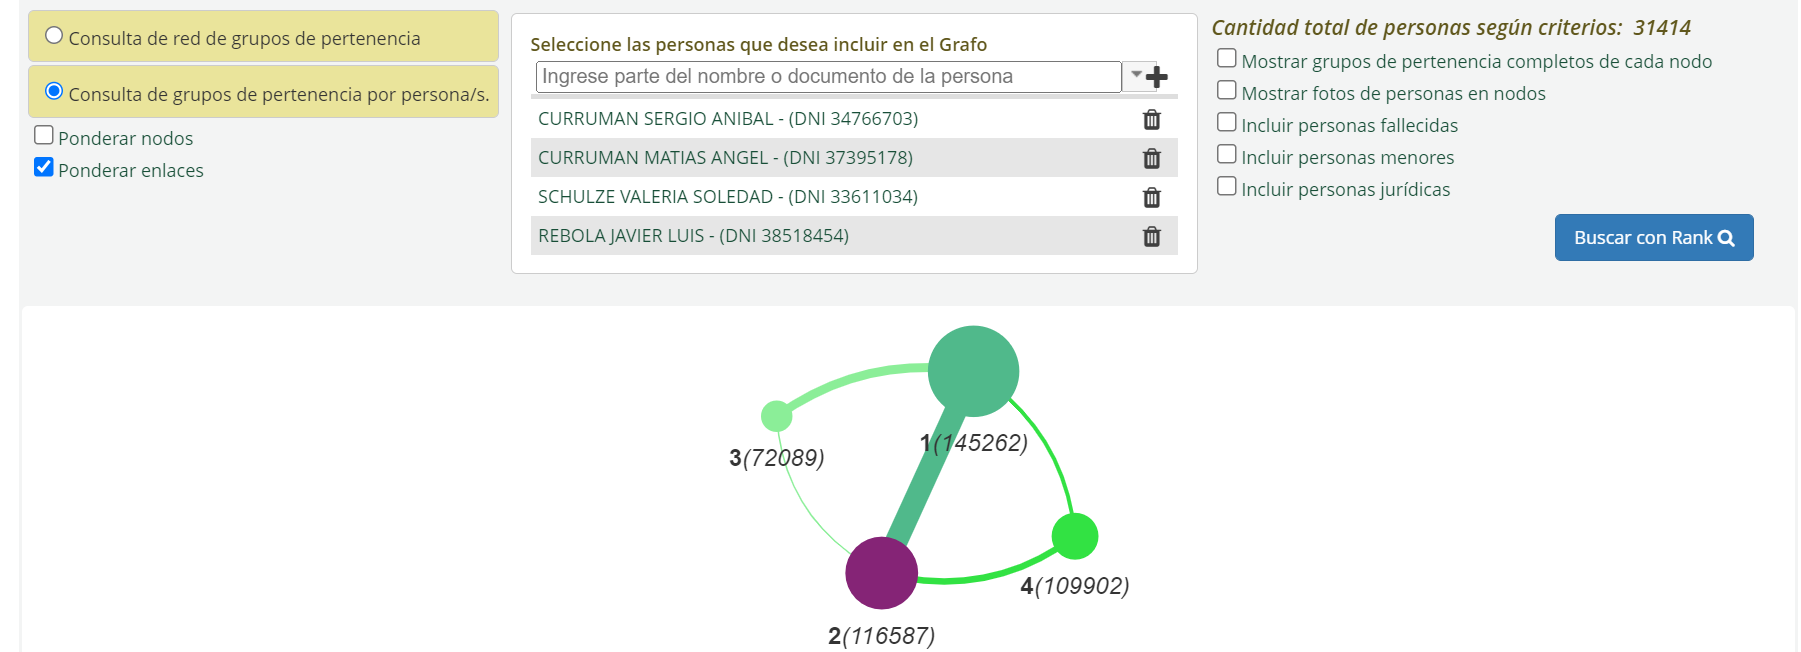 Consulta de red de grupos de pertenencia
Consulta de grupos de pertenencia por persona/s.
Ponderar nodos
Ponderar enlaces
Seleccione las personas que desea incluir en el Grafo
Ingrese parte del nombre o documento de la persona
CURRUMAN SERGIO ANIBAL - (DNI 34766703)
CURRUMAN MATIAS ANGEL - (DNI 37395178)
SCHULZE VALERIA SOLEDAD - (DNI 33611034)
REBOLA JAVIER LUIS - (DNI 38518454)
Cantidad total de personas según criterios: 31414
Mostrar grupos de pertenencia completos de cada nodo
Mostrar fotos de personas en nodos
Incluir personas fallecidas
Incluir personas menores
Incluir personas jurídicas
Buscar con Rank
1(145262)
3(72089)
4(109902)
2(116587)